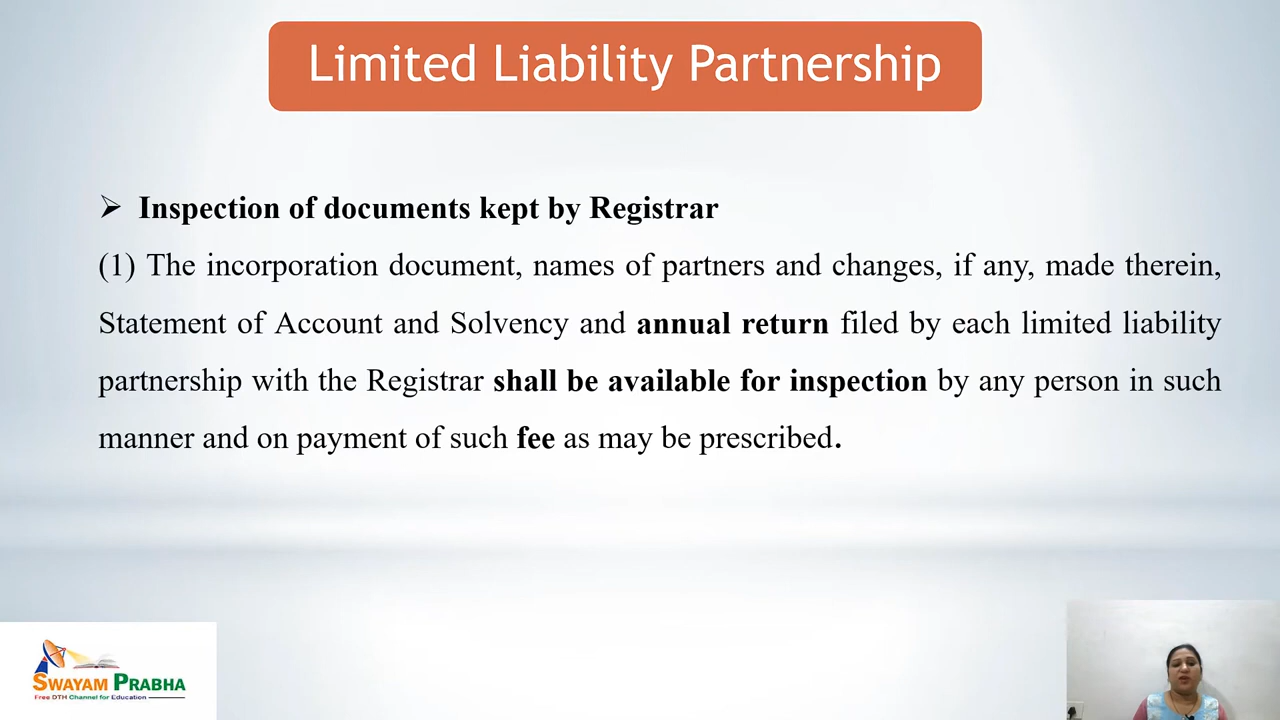 Limited Liability Partnership
➢ Inspection of documents kept by Registrar
(1) The incorporation document, names of partners and changes, if any, made therein,
Statement of Account and Solvency and annual return filed by each limited liability
partnership with the Registrar shall be available for inspection by any person in such
manner and on payment of such fee as may be prescribed.
SWAYAM PRABHA
Free DTH Channel for Education